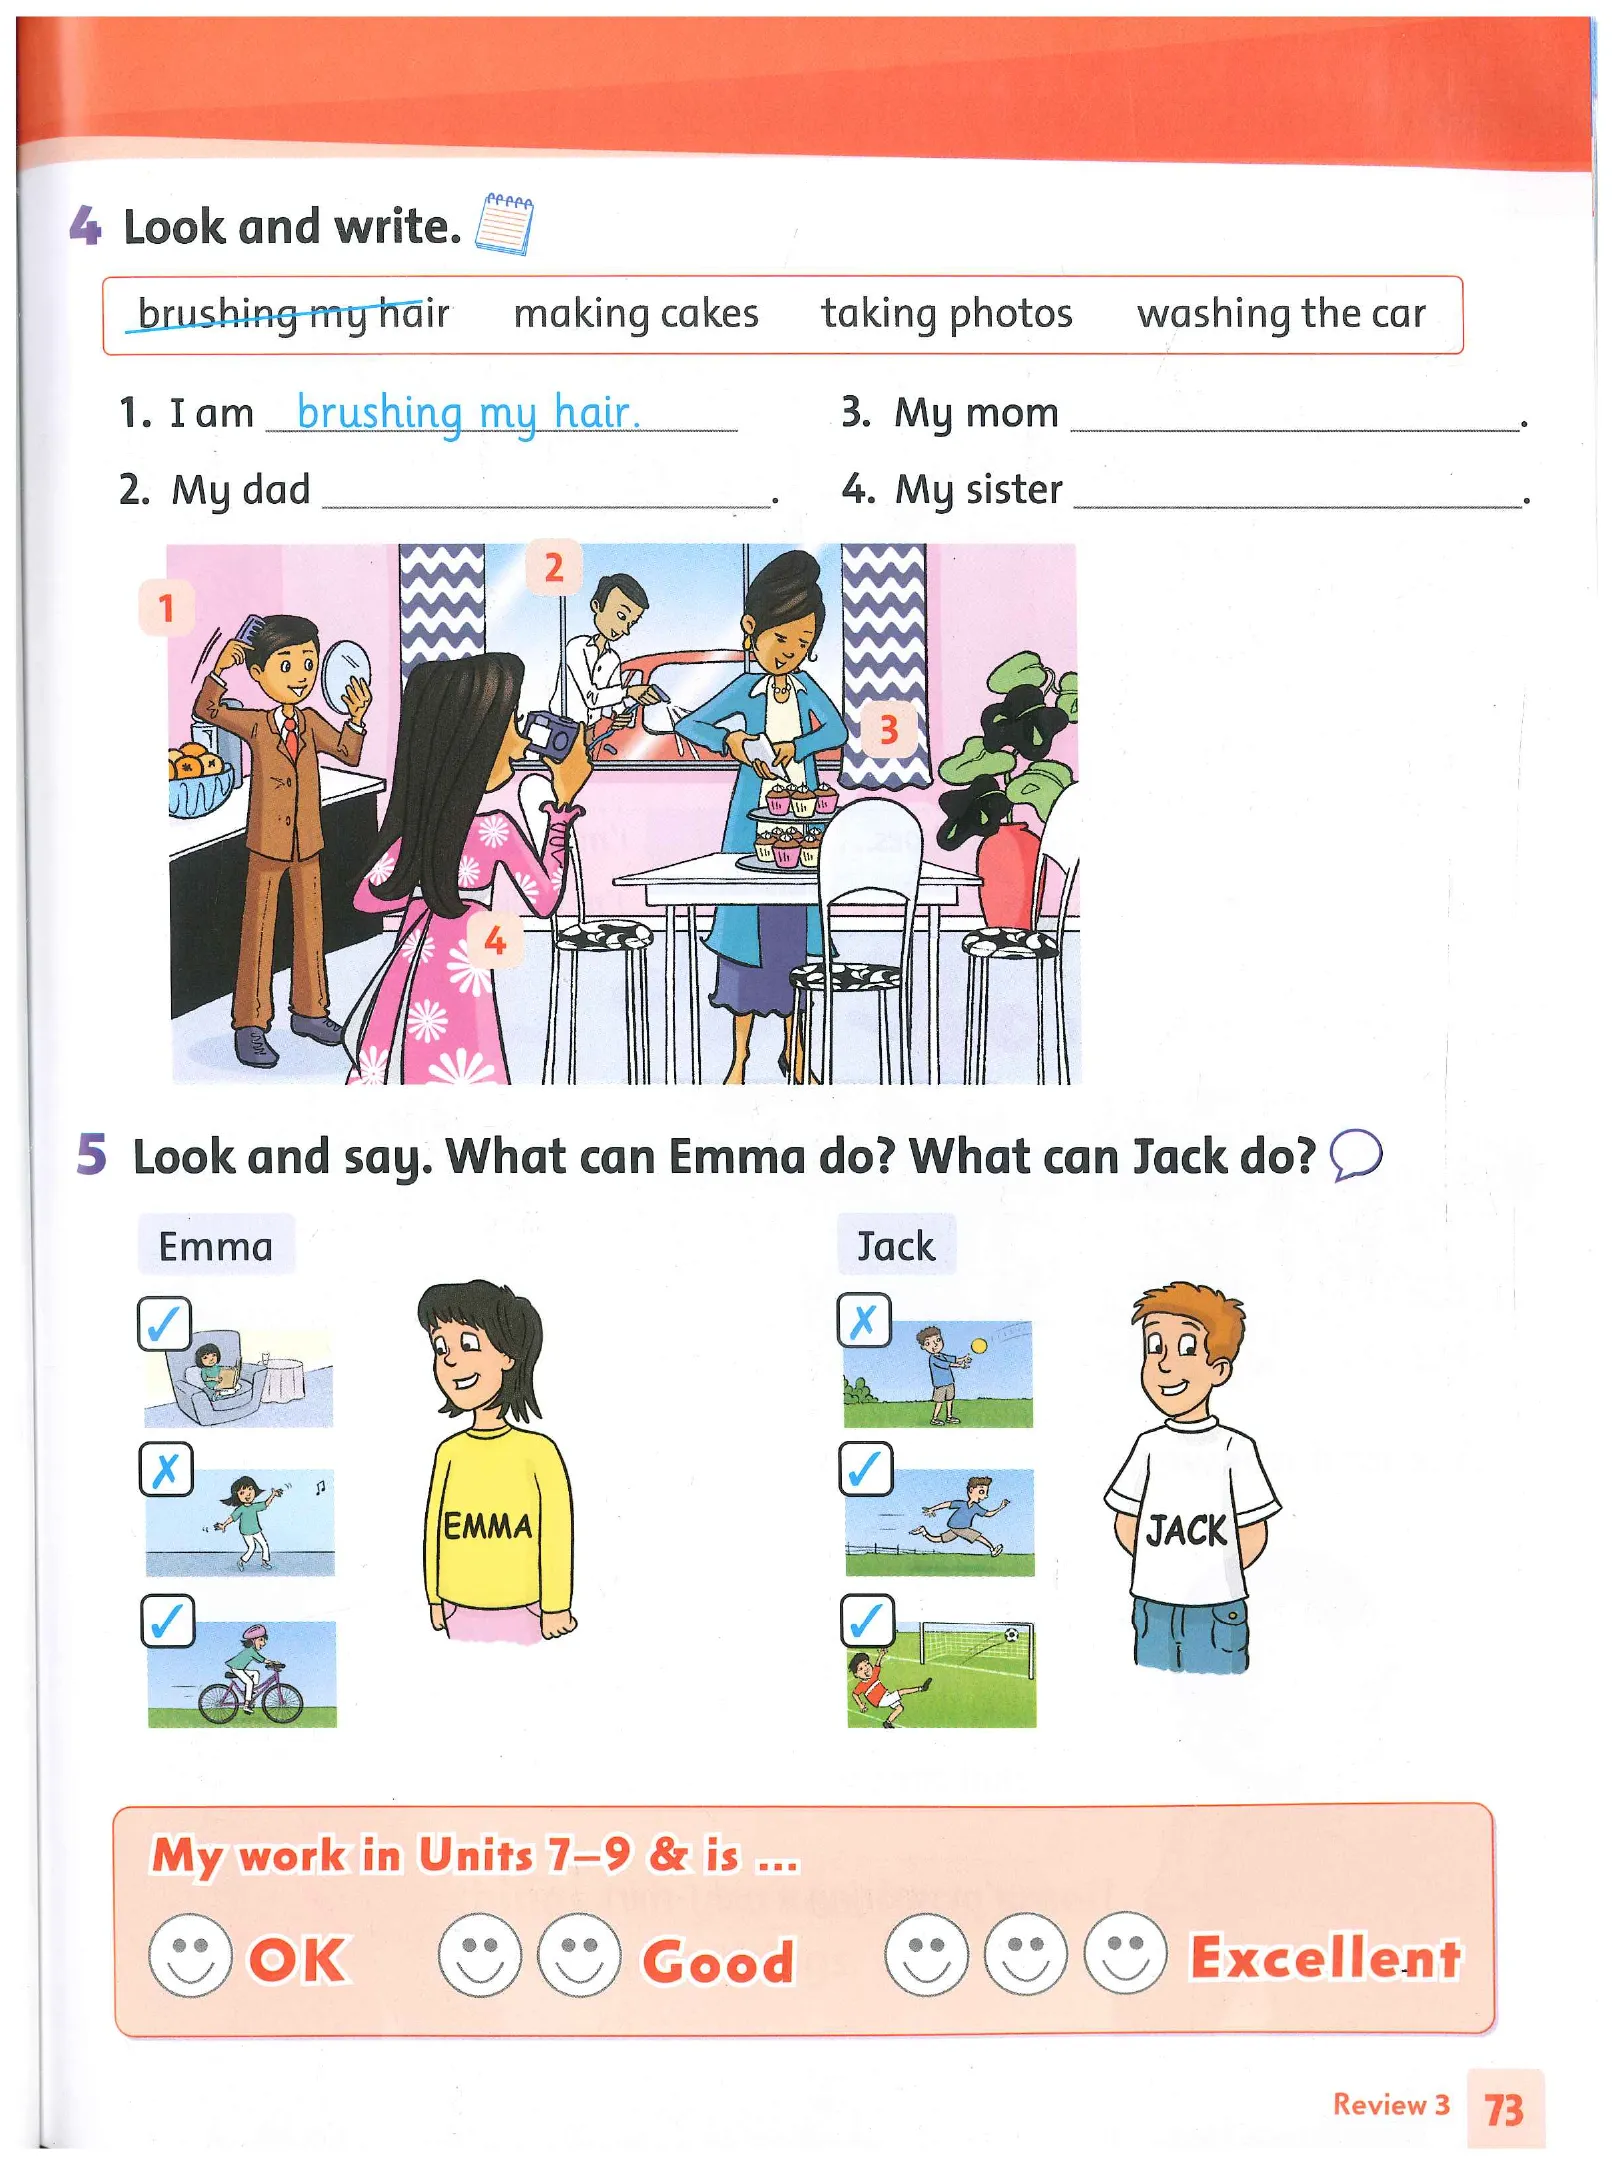 4 Look and write.
brushing my hair making cakes taking photos washing the car
1. I am brushing my hair.
3. My mom ____________.
2. My dad ____________.
4. My sister ____________.
1
2
3
4
5 Look and say. What can Emma do? What can Jack do?
Emma
Jack
✓
✗
✓
EMMA
✗
✓
✓
JACK
My work in Units 7–9 & is ...
OK Good Excellent
Review 3 73